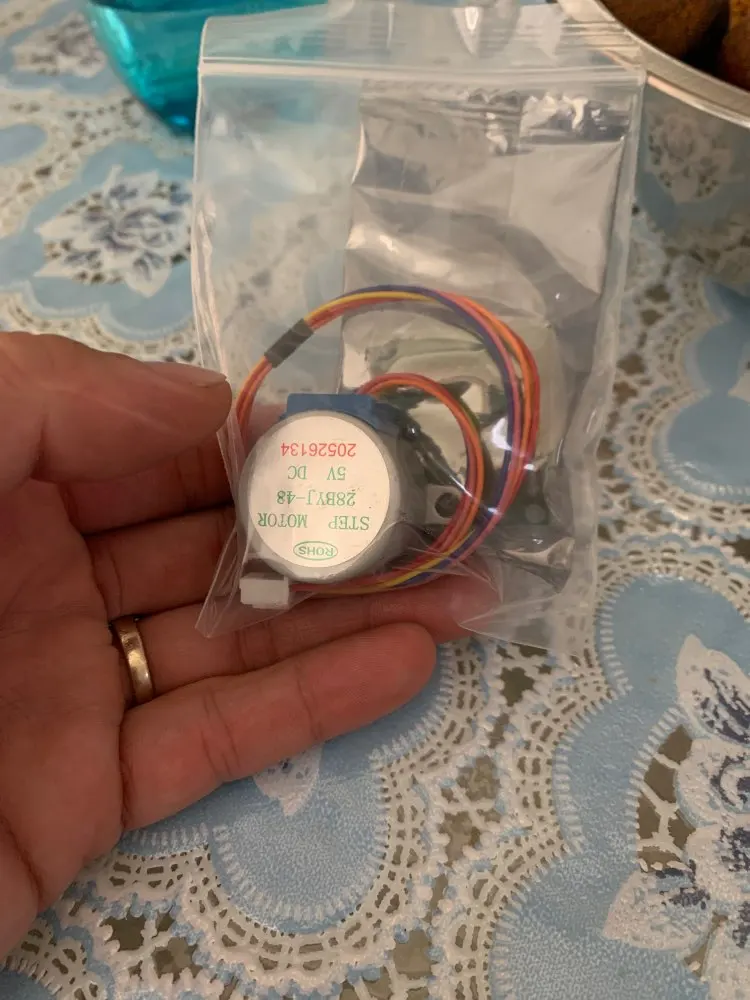 ROHS
STEP MOTOR
28BYJ-48
5V DC
20526134